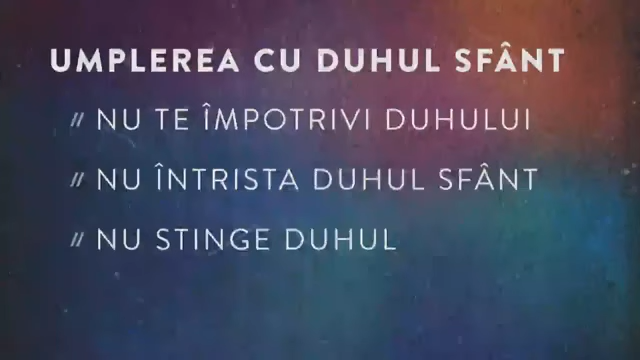 UMPLEREA CU DUHUL SFÂNT
// NU TE ÎMPOTRIVI DUHULUI
// NU ÎNTRISTA DUHUL SFÂNT
// NU STINGE DUHUL